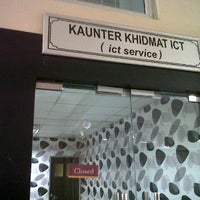 KAUNTER KHIDMAT ICT
( ict service )
Closed